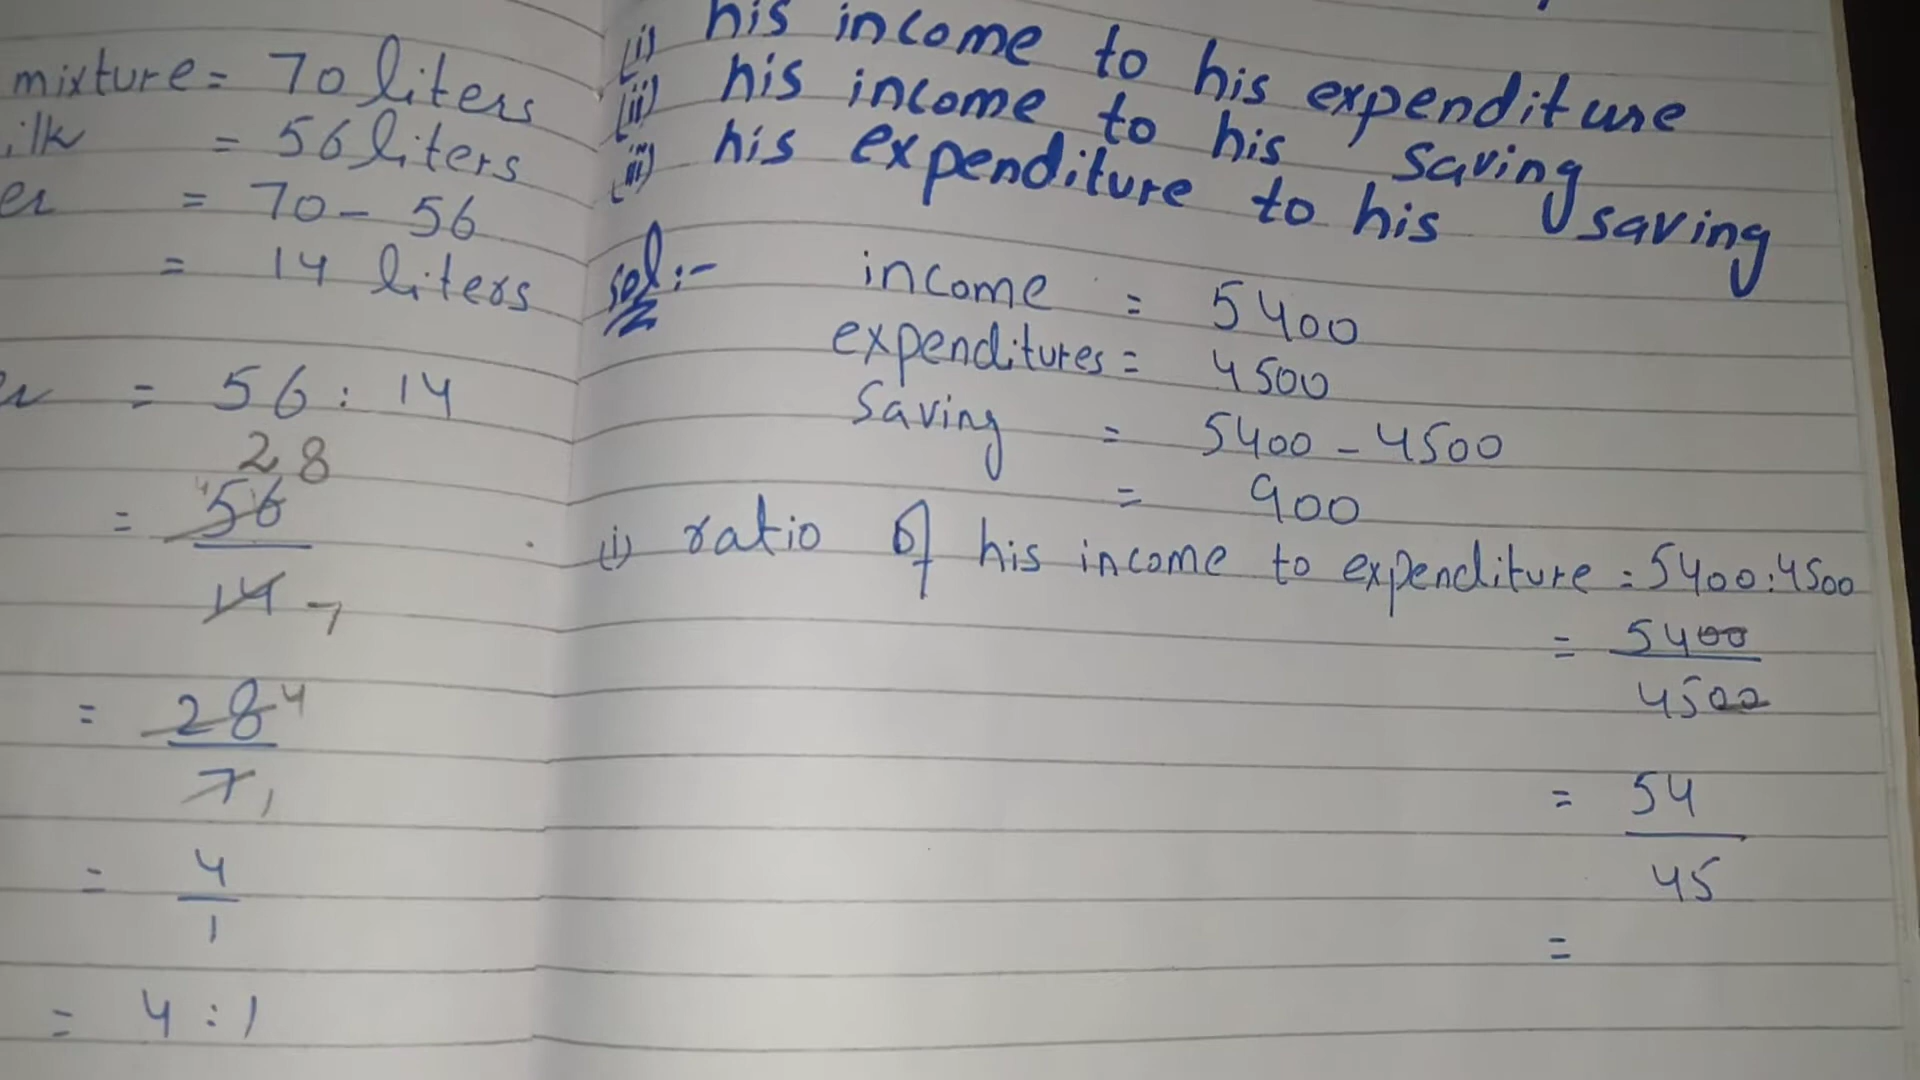 mixture = 70 liters
ilk = 56 liters
er = 70 - 56
= 14 liters
= 56 : 14
28
4
= 56
14 7
= 28 4
7 1
= 4
1
= 4 : 1
(i) his income to his expenditure
(ii) his income to his saving
(iii) his expenditure to his saving
Sol:- income = 5400
expenditures = 4500
Saving = 5400 - 4500
= 900
(i) ratio of his income to expenditure = 5400:4500
= 5400
4500
= 54
45
=